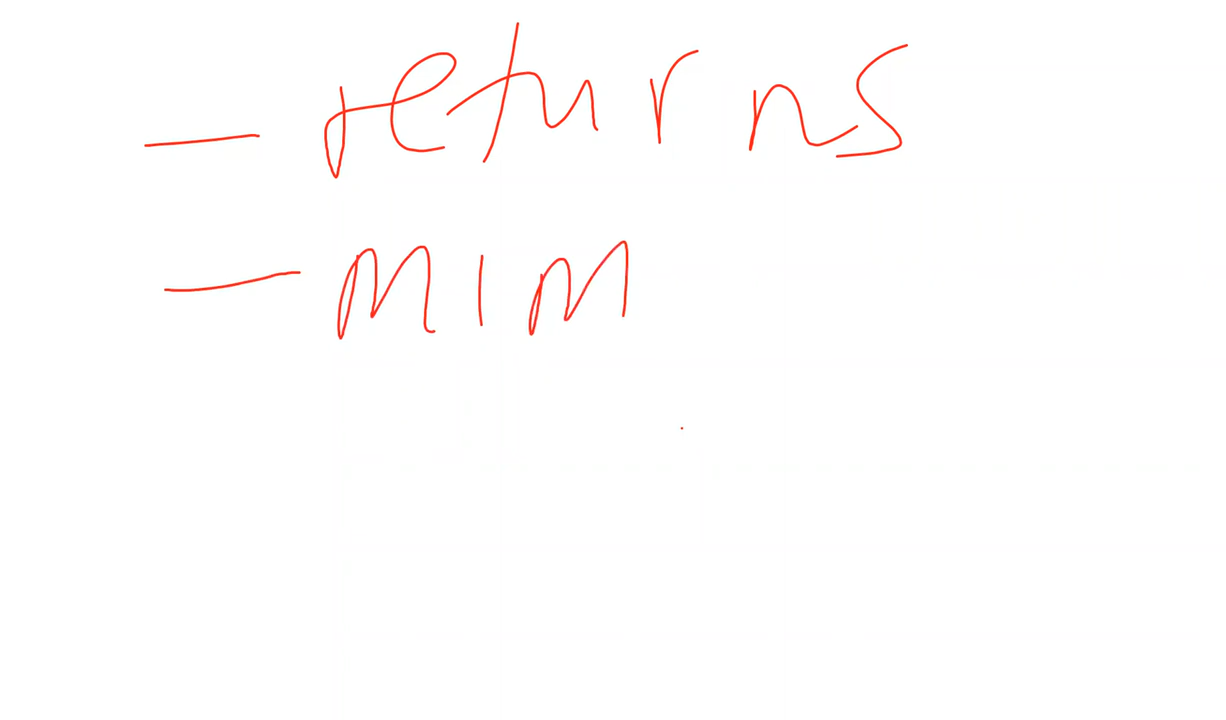 — returns
— MIM